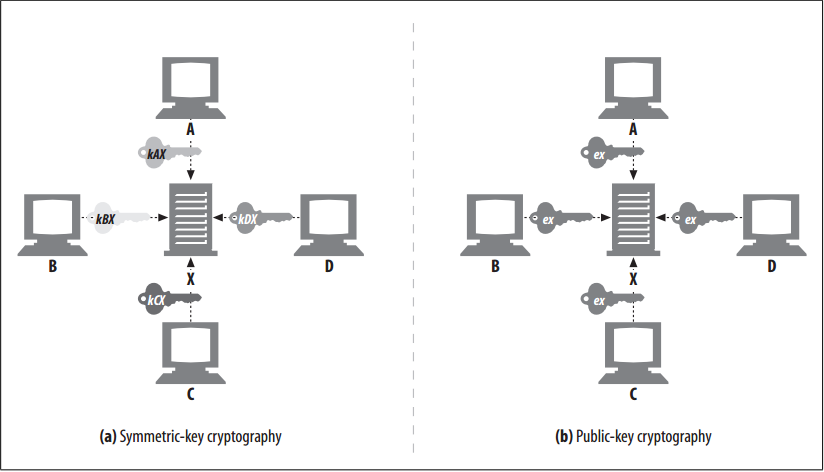 A
kAX
kBX
kDX
B
X
D
kCX
C
(a) Symmetric-key cryptography
A
ex
ex
ex
B
X
D
ex
C
(b) Public-key cryptography